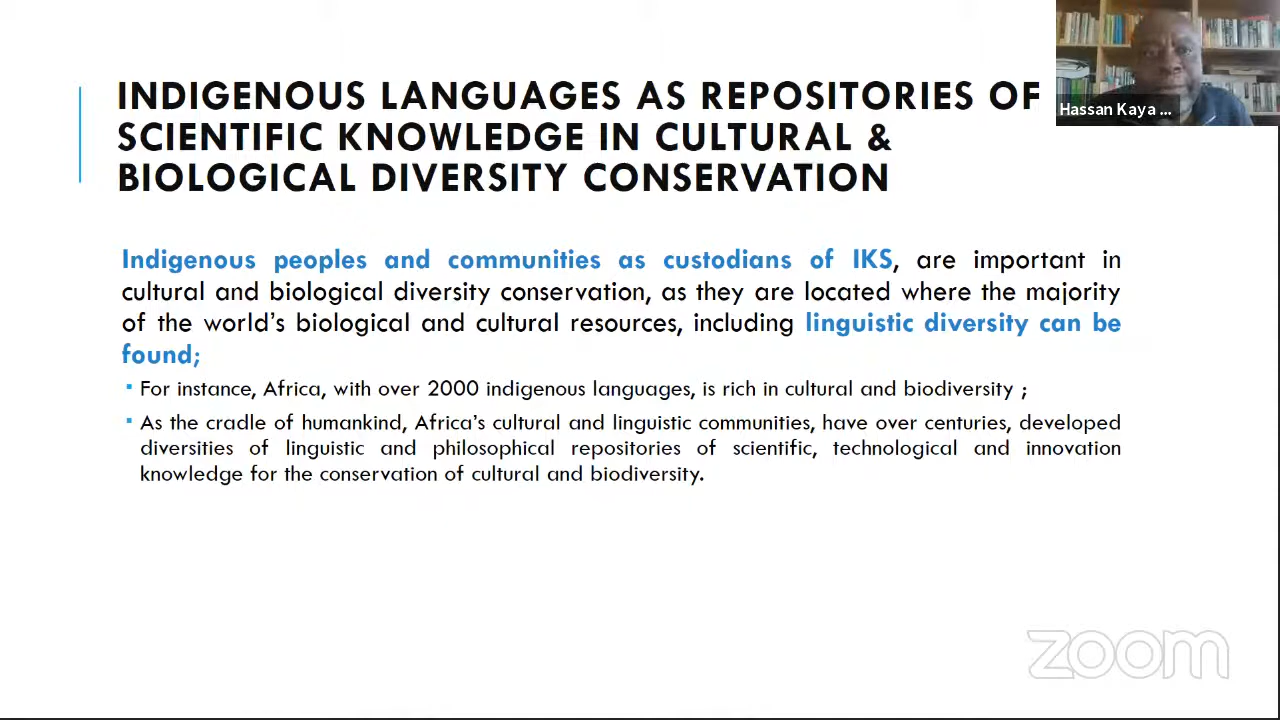 INDIGENOUS LANGUAGES AS REPOSITORIES OF
SCIENTIFIC KNOWLEDGE IN CULTURAL &
BIOLOGICAL DIVERSITY CONSERVATION
Hassan Kaya ...
Indigenous peoples and communities as custodians of IKS, are important in
cultural and biological diversity conservation, as they are located where the majority
of the world's biological and cultural resources, including linguistic diversity can be
found;
▪ For instance, Africa, with over 2000 indigenous languages, is rich in cultural and biodiversity ;
▪ As the cradle of humankind, Africa's cultural and linguistic communities, have over centuries, developed
diversities of linguistic and philosophical repositories of scientific, technological and innovation
knowledge for the conservation of cultural and biodiversity.
zoom